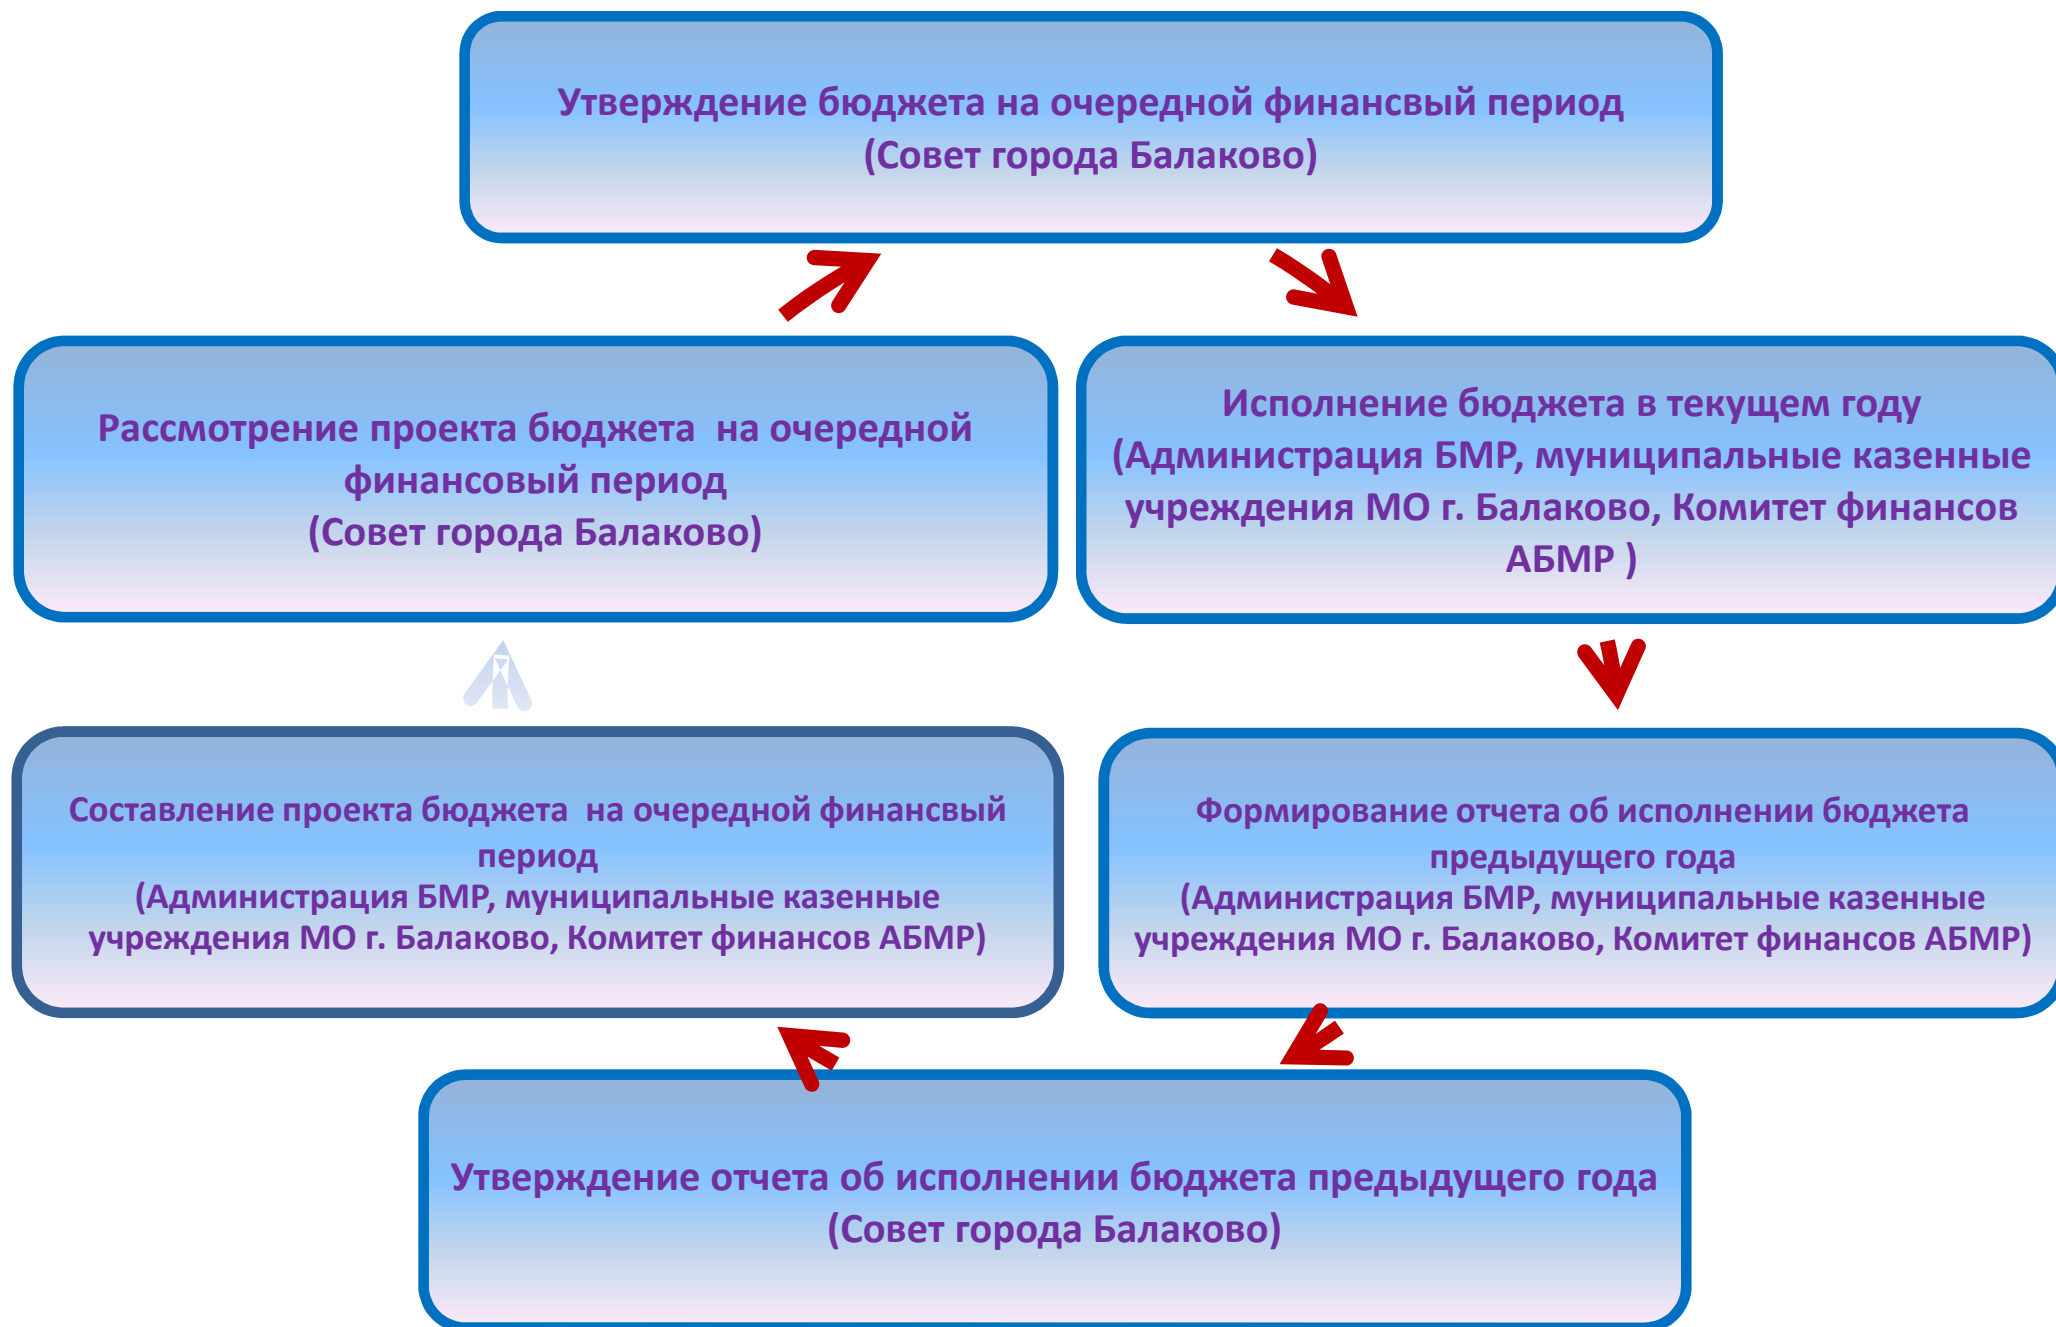 Утверждение бюджета на очередной финансвый период
(Совет города Балаково)
Рассмотрение проекта бюджета на очередной
финансовый период
(Совет города Балаково)
Исполнение бюджета в текущем году
(Администрация БМР, муниципальные казенные
учреждения МО г. Балаково, Комитет финансов
АБМР )
Составление проекта бюджета на очередной финансвый
период
(Администрация БМР, муниципальные казенные
учреждения МО г. Балаково, Комитет финансов АБМР)
Формирование отчета об исполнении бюджета
предыдущего года
(Администрация БМР, муниципальные казенные
учреждения МО г. Балаково, Комитет финансов АБМР)
Утверждение отчета об исполнении бюджета предыдущего года
(Совет города Балаково)